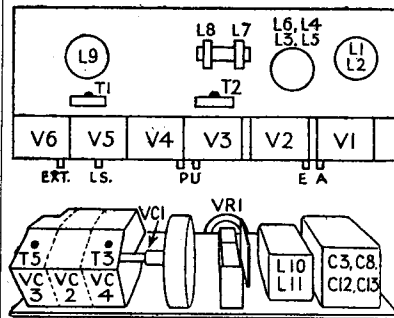 L8 L7
L6, L4
L3, L5
L1
L2
L9
T1
T2
V6 V5 V4 V3 V2 V1
EXT. LS. PU E A
VC1
VR1
T5 T3
VC VC VC
3 2 4
L10
L11
C3, C8,
C12, C13